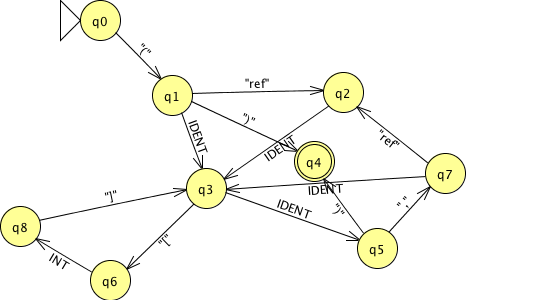 q0
"("
q1
"ref"
q2
")"
IDENT
IDENT
q4
"ref"
q7
q3
IDENT
"]"
IDENT
")"
","
q8
"["
q5
INT
q6